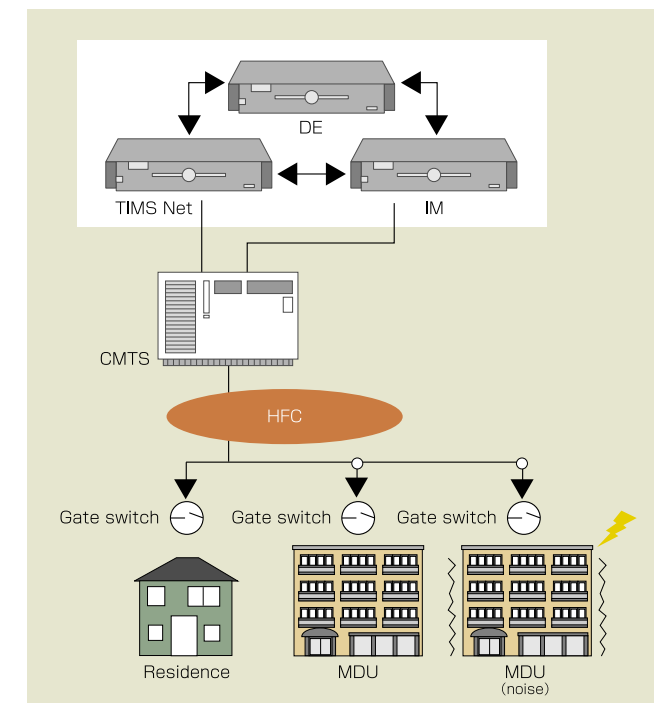 DE
TIMS Net
IM
CMTS
HFC
Gate switch
Gate switch
Gate switch
Residence
MDU
MDU
(noise)